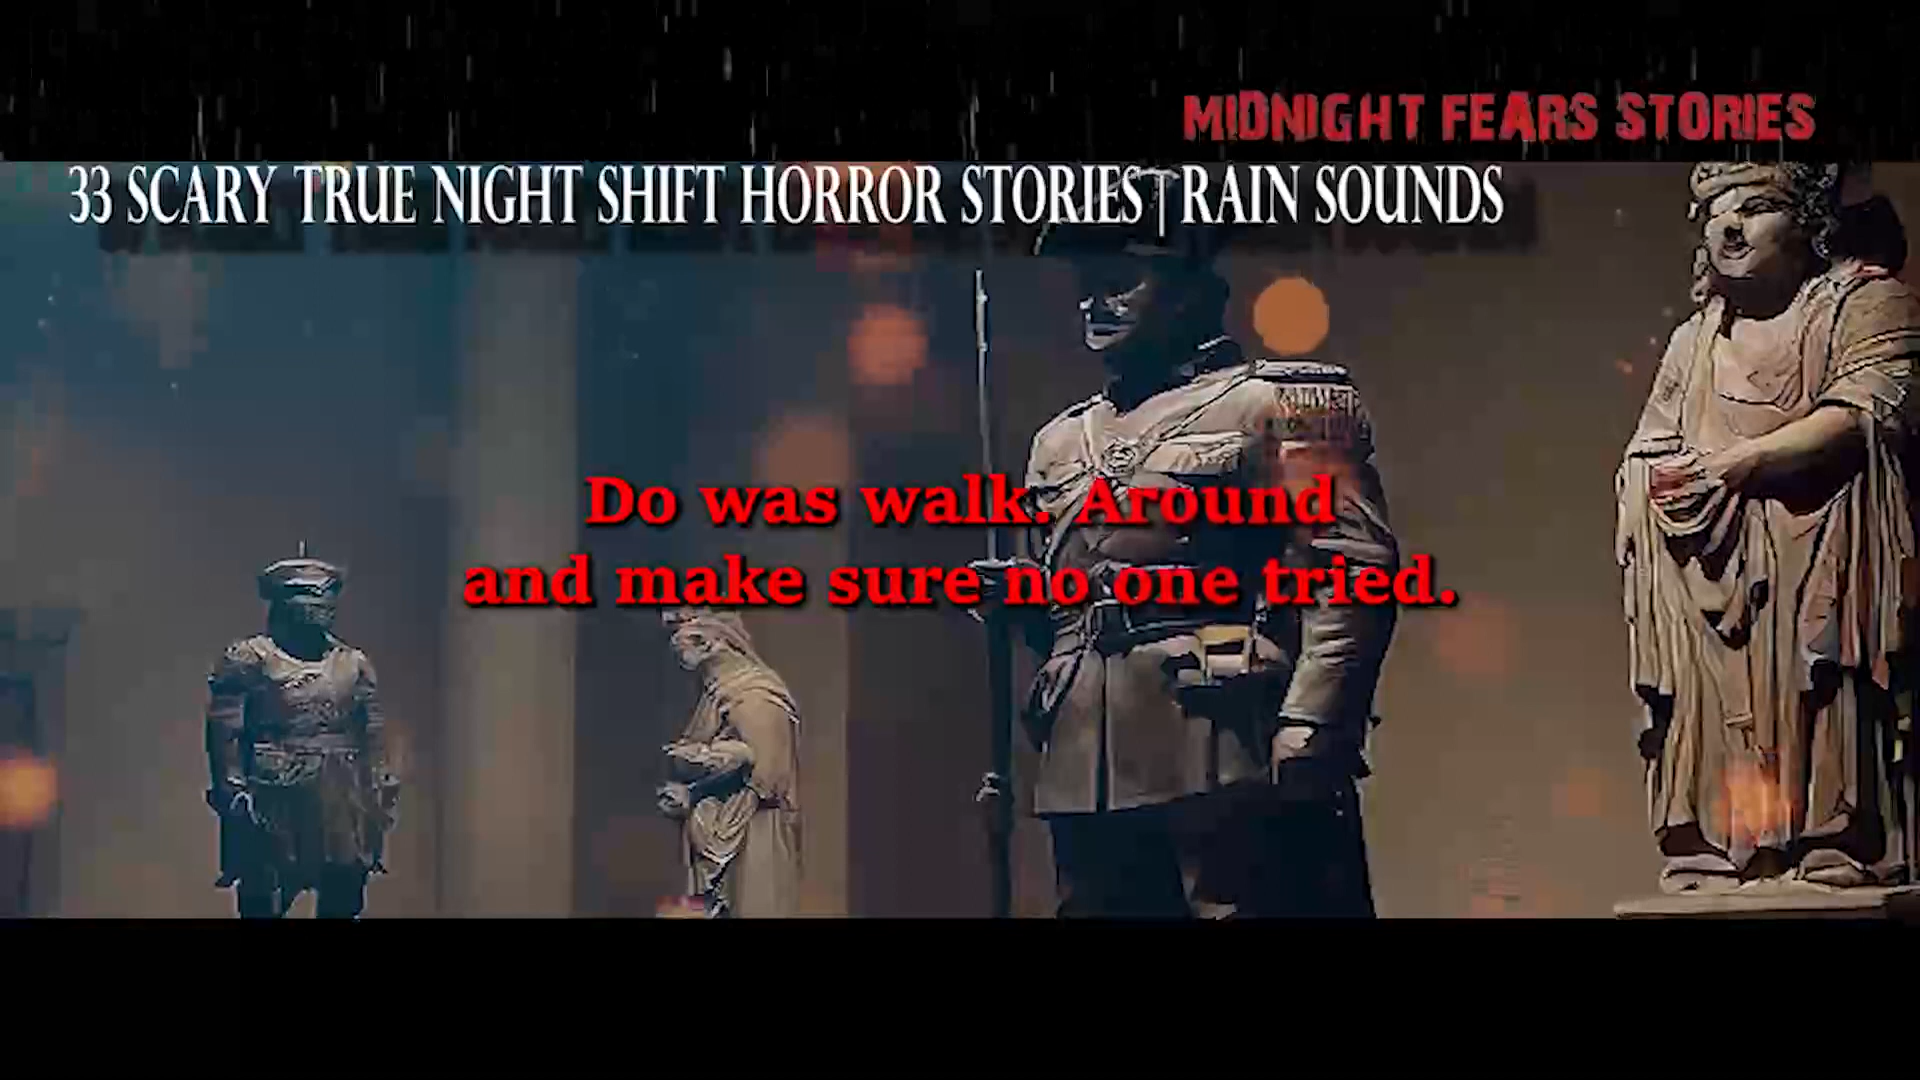 MIDNIGHT FEARS STORIES
33 SCARY TRUE NIGHT SHIFT HORROR STORIES | RAIN SOUNDS
Do was walk. Around
and make sure no one tried.